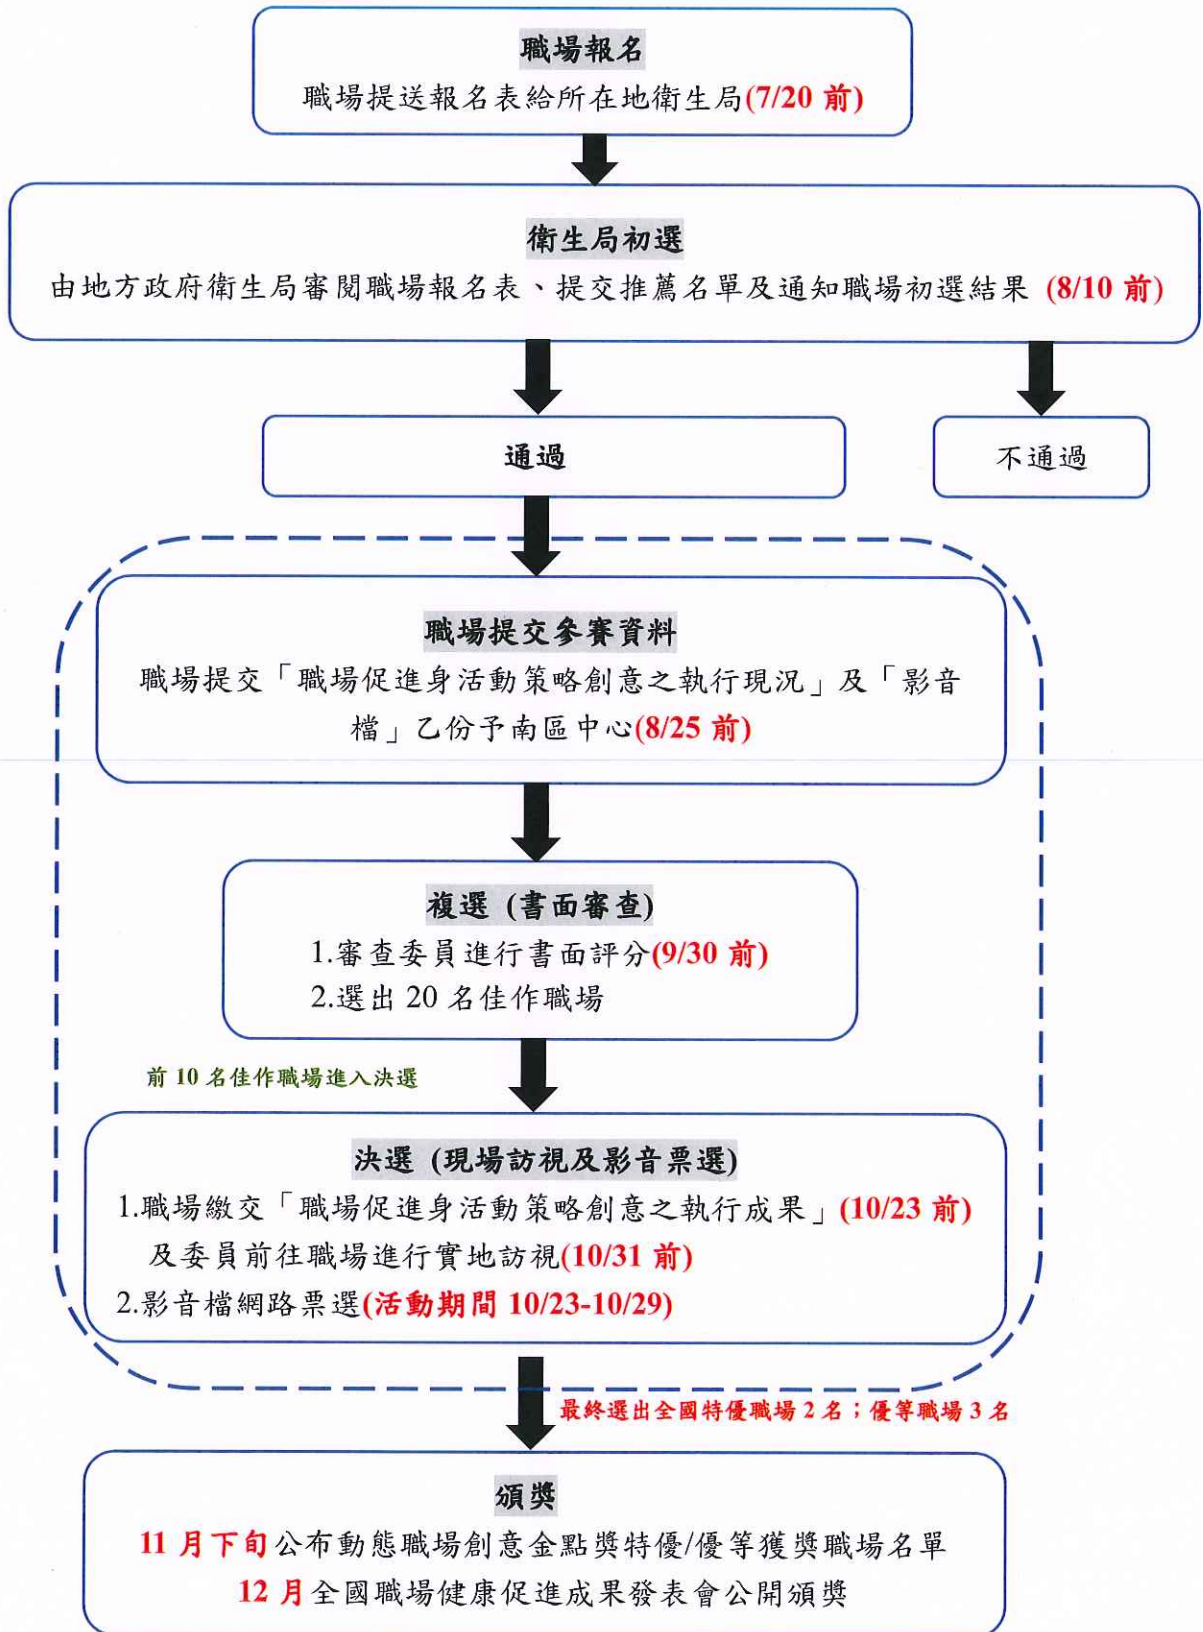 職場報名
職場提送報名表給所在地衛生局(7/20 前)
衛生局初選
由地方政府衛生局審閱職場報名表、提交推薦名單及通知職場初選結果 (8/10 前)
通過
不通過
職場提交參賽資料
職場提交「職場促進身活動策略創意之執行現況」及「影音
檔」乙份予南區中心(8/25 前)
複選 (書面審查)
1.審查委員進行書面評分(9/30 前)
2.選出 20 名佳作職場
前 10 名佳作職場進入決選
決選 (現場訪視及影音票選)
1.職場繳交「職場促進身活動策略創意之執行成果」(10/23 前)
及委員前往職場進行實地訪視(10/31 前)
2.影音檔網路票選(活動期間 10/23-10/29)
最終選出全國特優職場 2 名；優等職場 3 名
頒獎
11 月下旬公布動態職場創意金點獎特優/優等獲獎職場名單
12 月全國職場健康促進成果發表會公開頒獎